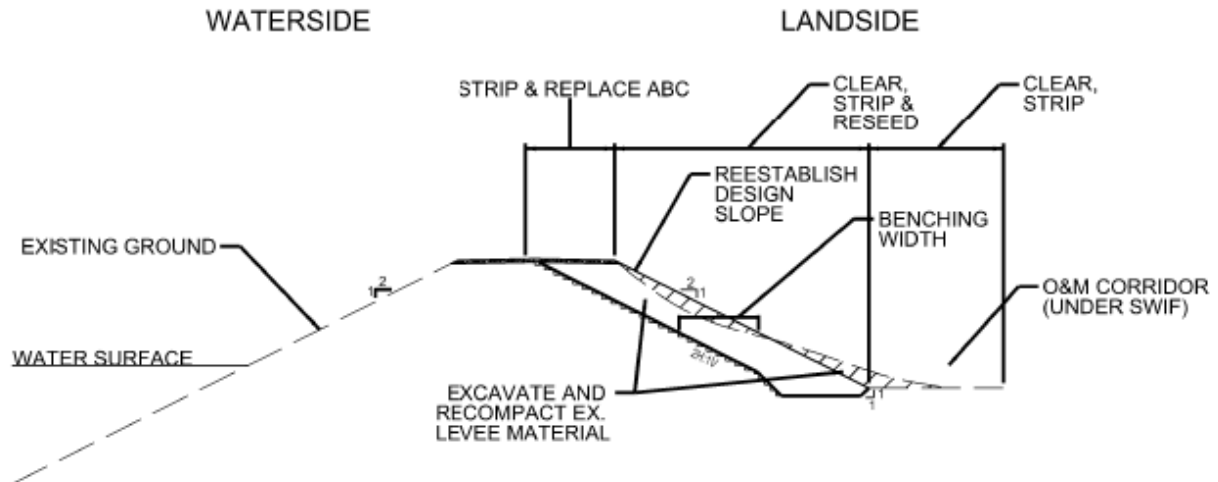 WATERSIDE
LANDSIDE
STRIP & REPLACE ABC
CLEAR,
STRIP &
RESEED
CLEAR,
STRIP
REESTABLISH
DESIGN
SLOPE
BENCHING
WIDTH
EXISTING GROUND
2
1
2
1
O&M CORRIDOR
(UNDER SWIF)
WATER SURFACE
2H:1V
EXCAVATE AND
RECOMPACT EX.
LEVEE MATERIAL
1
1